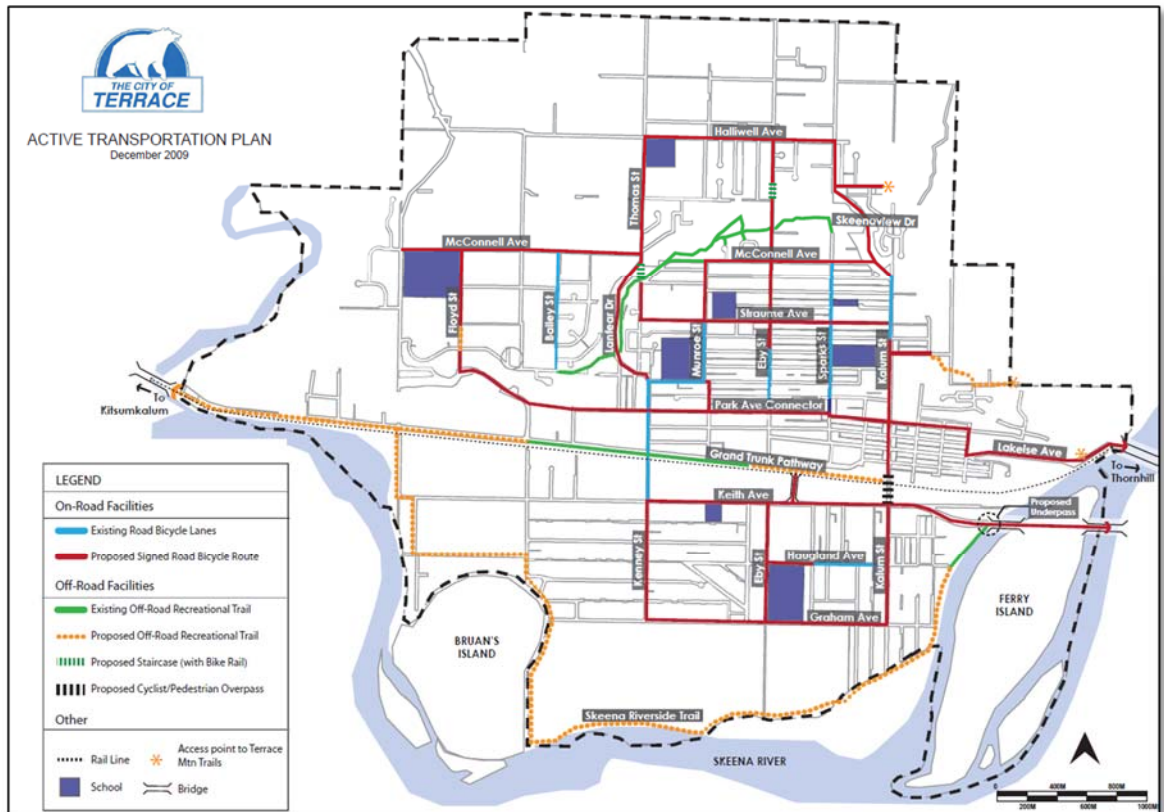 THE CITY OF
TERRACE
ACTIVE TRANSPORTATION PLAN
December 2009
Halliwell Ave
Thomas St
Skeenaview Dr
McConnell Ave
McConnell Ave
Floyd St
Bailey St
Lanfear Dr
Straume Ave
Munroe St
Eby St
Sparks St
Kalum St
To
Kitsumkalum
Park Ave Connector
Lakelse Ave
Grand Trunk Pathway
To
Thornhill
Keith Ave
Proposed
Underpass
Kenney St
Eby St
Haugland Ave
Kalum St
Graham Ave
FERRY
ISLAND
BRUAN'S
ISLAND
Skeena Riverside Trail
SKEENA RIVER
LEGEND
On-Road Facilities
Existing Road Bicycle Lanes
Proposed Signed Road Bicycle Route
Off-Road Facilities
Existing Off-Road Recreational Trail
Proposed Off-Road Recreational Trail
Proposed Staircase (with Bike Rail)
Proposed Cyclist/Pedestrian Overpass
Other
Rail Line
Access point to Terrace
Mtn Trails
School
Bridge
400M 800M
200M 600M 1000M